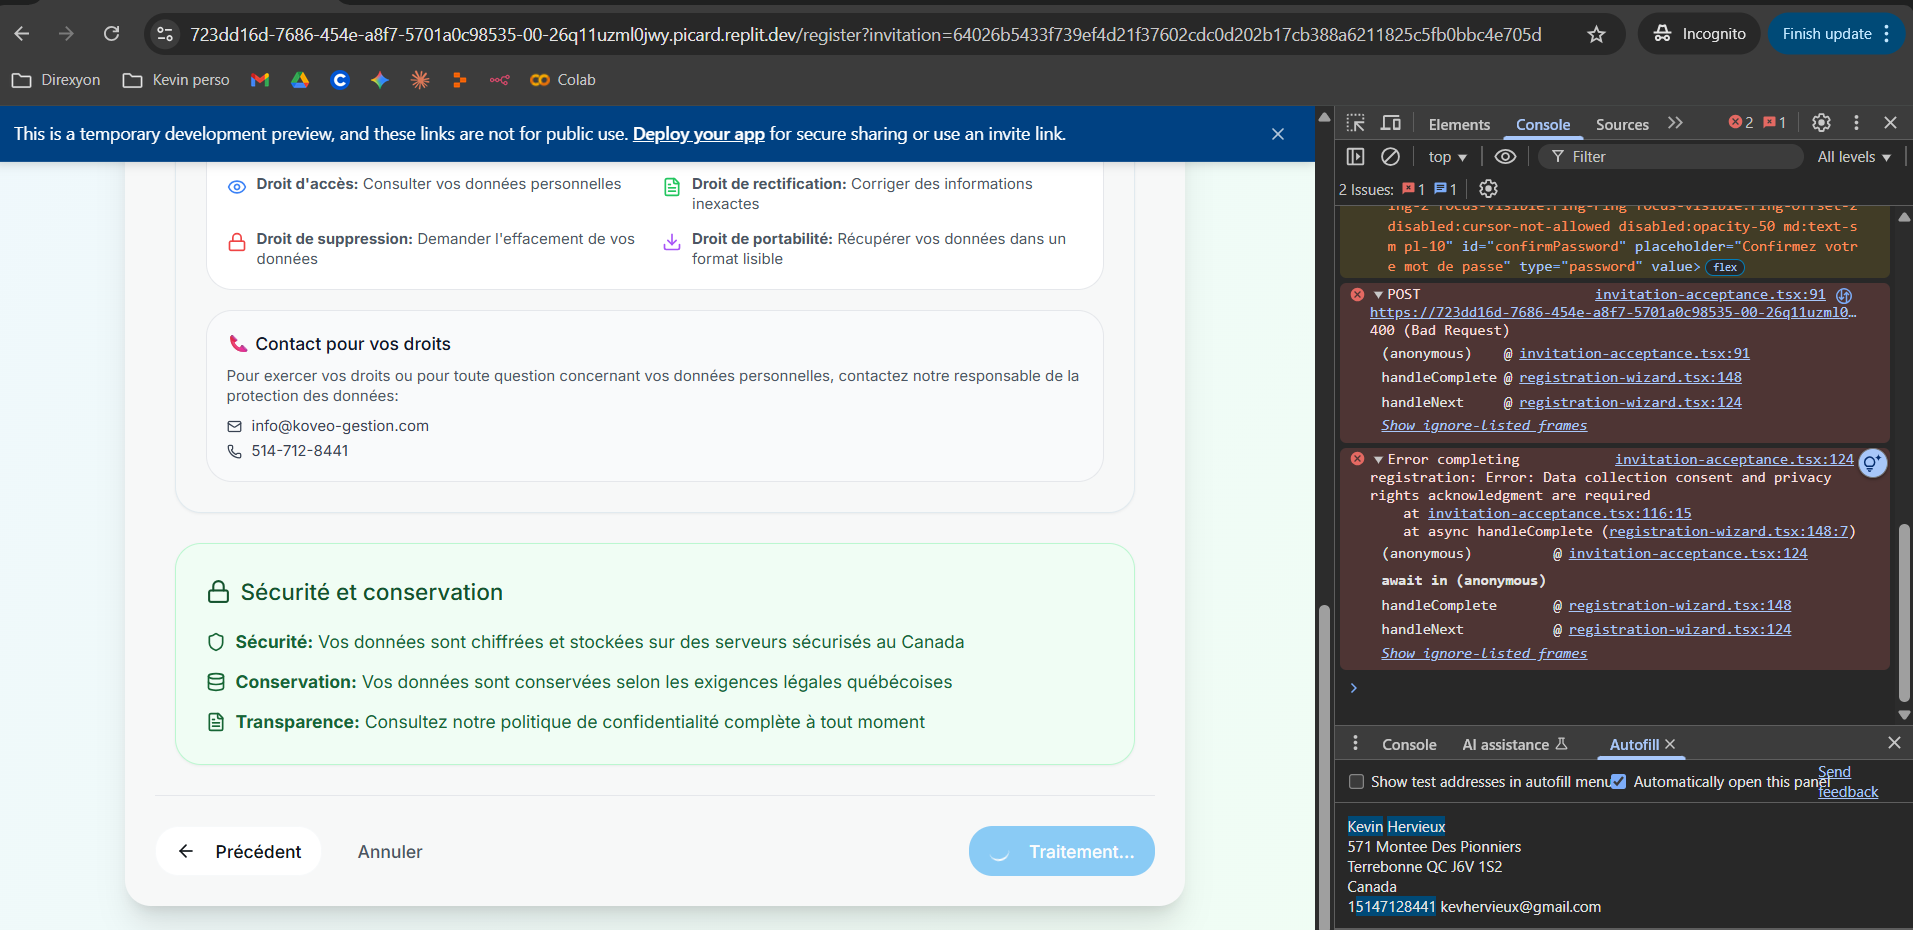 723dd16d-7686-454e-a8f7-5701a0c98535-00-26q11uzml0jwy.picard.replit.dev/register?invitation=64026b5433f739ef4d21f37602cdc0d202b17cb388a6211825c5fb0bbc4e705d
Incognito
Finish update
Direxyon
Kevin perso
Colab
This is a temporary development preview, and these links are not for public use. Deploy your app for secure sharing or use an invite link.
Droit d'accès: Consulter vos données personnelles
Droit de rectification: Corriger des informations
inexactes
Droit de suppression: Demander l'effacement de vos
données
Droit de portabilité: Récupérer vos données dans un
format lisible
Contact pour vos droits
Pour exercer vos droits ou pour toute question concernant vos données personnelles, contactez notre responsable de la
protection des données:
info@koveo-gestion.com
514-712-8441
Sécurité et conservation
Sécurité: Vos données sont chiffrées et stockées sur des serveurs sécurisés au Canada
Conservation: Vos données sont conservées selon les exigences légales québécoises
Transparence: Consultez notre politique de confidentialité complète à tout moment
Précédent
Annuler
Traitement...
Elements
Console
Sources
2
1
top
Filter
All levels
2 Issues: 1 1
ing-2 focus-visible:ring-ring focus-visible:ring-offset-2
disabled:cursor-not-allowed disabled:opacity-50 md:text-s
m pl-10" id="confirmPassword" placeholder="Confirmez votr
e mot de passe" type="password" value> flex
POST invitation-acceptance.tsx:91
https://723dd16d-7686-454e-a8f7-5701a0c98535-00-26q11uzml0…
400 (Bad Request)
(anonymous) @ invitation-acceptance.tsx:91
handleComplete @ registration-wizard.tsx:148
handleNext @ registration-wizard.tsx:124
Show ignore-listed frames
Error completing invitation-acceptance.tsx:124
registration: Error: Data collection consent and privacy
rights acknowledgment are required
at invitation-acceptance.tsx:116:15
at async handleComplete (registration-wizard.tsx:148:7)
(anonymous) @ invitation-acceptance.tsx:124
await in (anonymous)
handleComplete @ registration-wizard.tsx:148
handleNext @ registration-wizard.tsx:124
Show ignore-listed frames
Console
AI assistance
Autofill
Show test addresses in autofill menu
Automatically open this panel
Send
feedback
Kevin Hervieux
571 Montee Des Pionniers
Terrebonne QC J6V 1S2
Canada
15147128441 kevhervieux@gmail.com